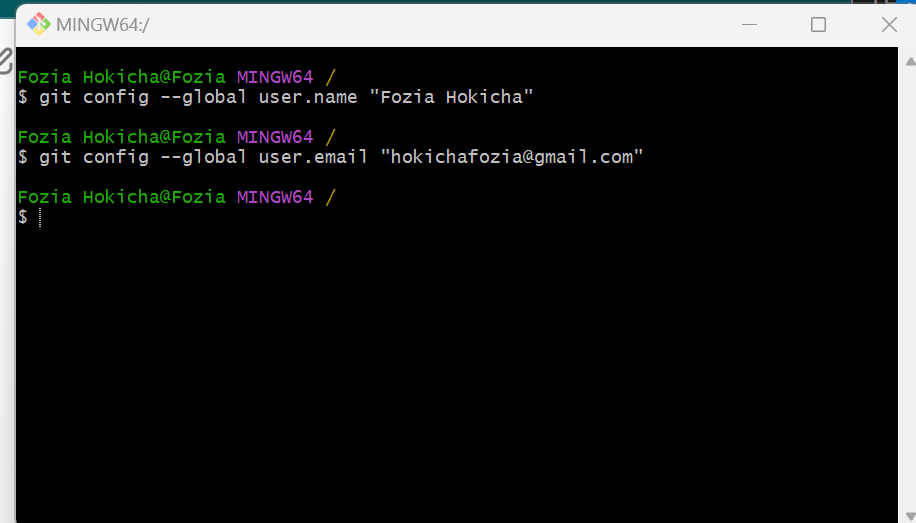 MINGW64:/
Fozia Hokicha@Fozia MINGW64 /
$ git config --global user.name "Fozia Hokicha"
Fozia Hokicha@Fozia MINGW64 /
$ git config --global user.email "hokichafozia@gmail.com"
Fozia Hokicha@Fozia MINGW64 /
$